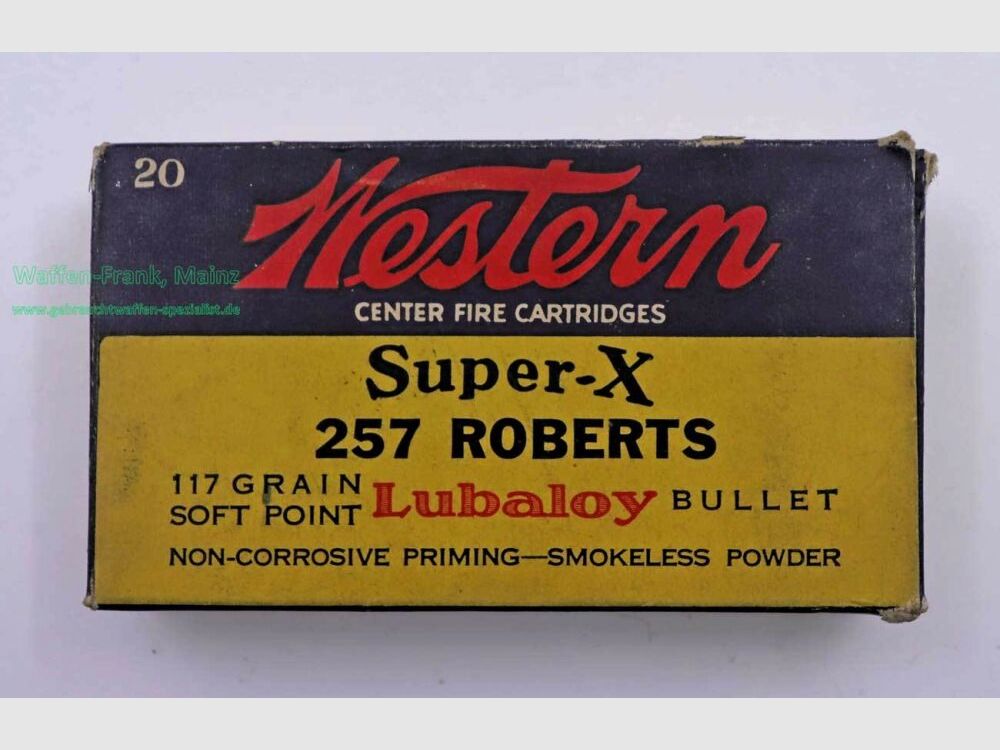 20
Western
CENTER FIRE CARTRIDGES
Waffen-Frank, Mainz
www.gebrauchtwaffen-spezialist.de
Super-X
257 ROBERTS
117 GRAIN
SOFT POINT
Lubaloy
BULLET
NON-CORROSIVE PRIMING—SMOKELESS POWDER